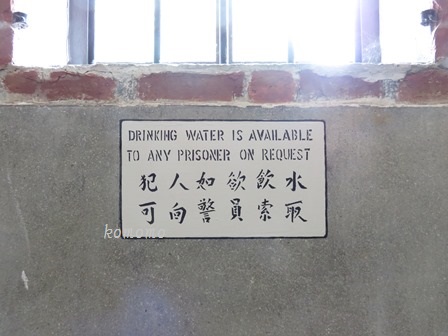 DRINKING WATER IS AVAILABLE
TO ANY PRISONER ON REQUEST
犯人如欲飲水
可向警員索取
komomo